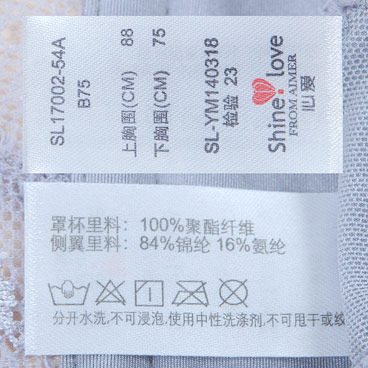 SL17002-54A
B75
上胸围(CM) 88
下胸围(CM) 75
SL-YM140318
检验 23
Shine love
FROM AIMER
心爱
罩杯里料：100%聚酯纤维
侧翼里料：84%锦纶 16%氨纶
分开水洗,不可浸泡,使用中性洗涤剂,不可甩干或绞